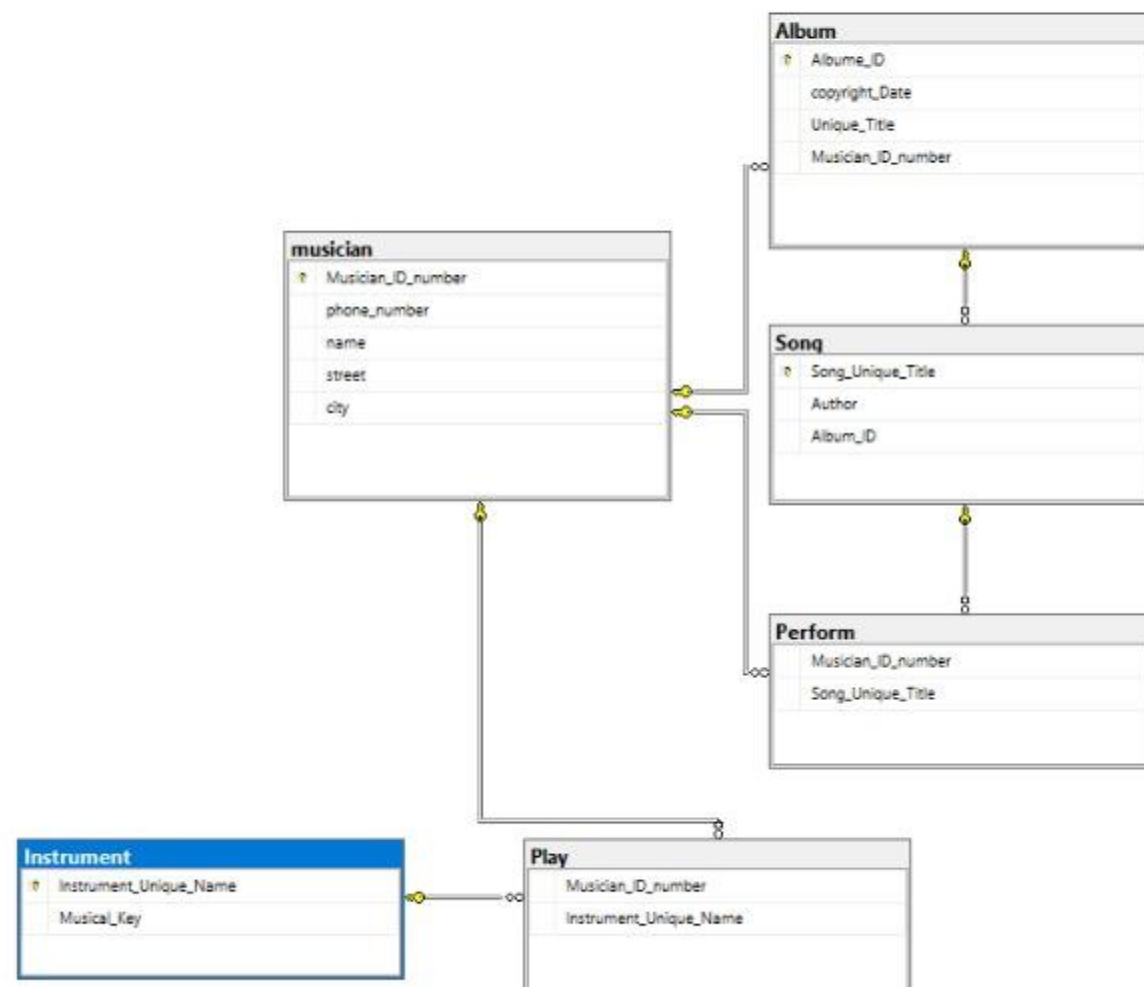 Album
Albume_ID
copyright_Date
Unique_Title
Musician_ID_number
musician
Musician_ID_number
phone_number
name
street
city
Song
Song_Unique_Title
Author
Album_ID
Perform
Musician_ID_number
Song_Unique_Title
Instrument
Instrument_Unique_Name
Musical_Key
Play
Musician_ID_number
Instrument_Unique_Name